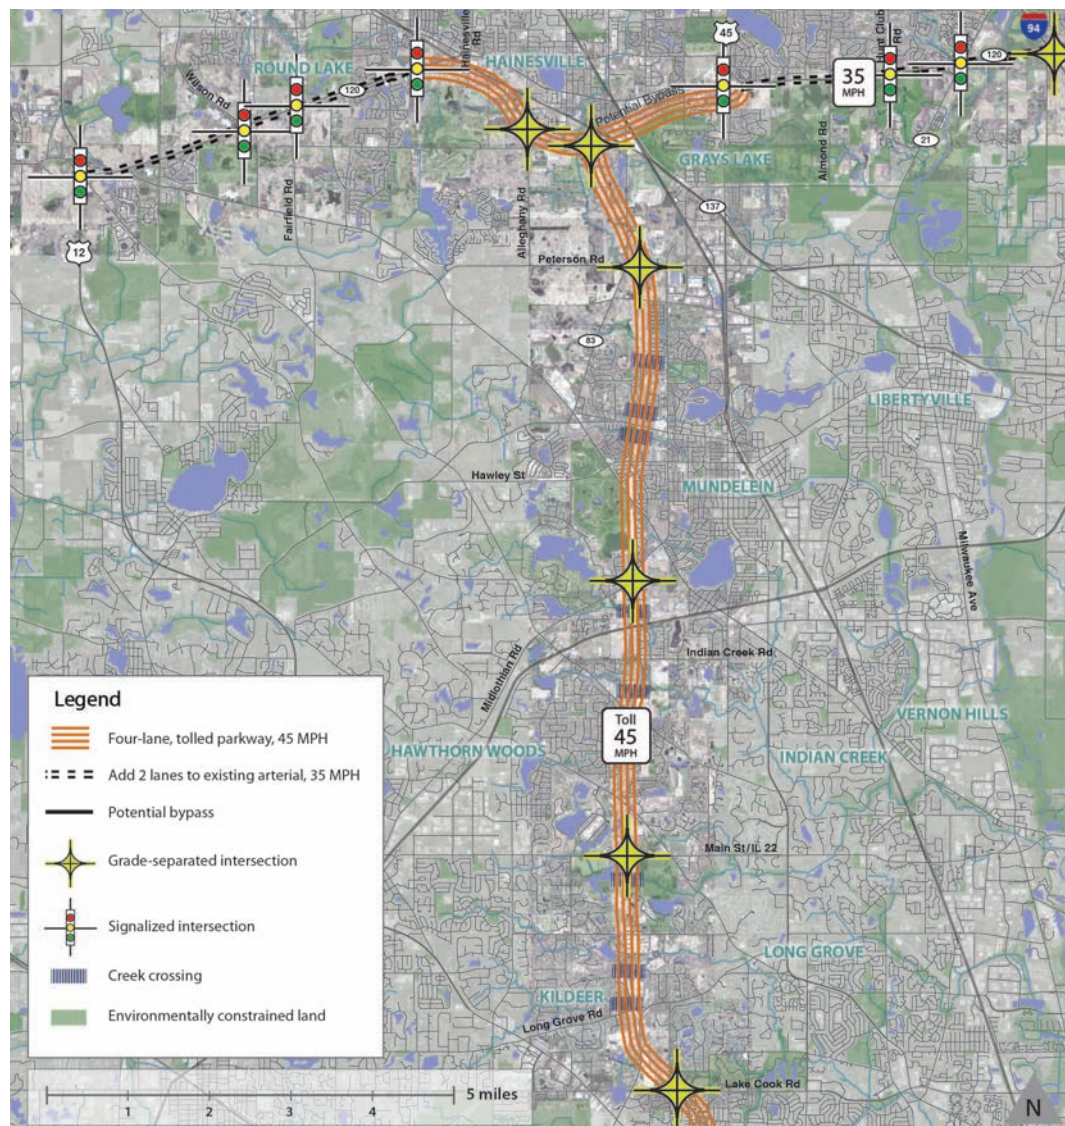 Hainesville
Rd
HAINESVILLE
ROUND LAKE
Wilson Rd
120
45
Hunt Club
Rd
35
MPH
120
94
Potential Bypass
GRAYS LAKE
Almond Rd
21
12
Fairfield Rd
Alleghany Rd
137
Peterson Rd
83
LIBERTYVILLE
Hawley St
MUNDELEIN
Milwaukee Ave
Midlothian Rd
Indian Creek Rd
Toll
45
MPH
VERNON HILLS
HAWTHORN WOODS
INDIAN CREEK
Main St/IL 22
LONG GROVE
KILDEER
Long Grove Rd
Lake Cook Rd
Legend
Four-lane, tolled parkway, 45 MPH
Add 2 lanes to existing arterial, 35 MPH
Potential bypass
Grade-separated intersection
Signalized intersection
Creek crossing
Environmentally constrained land
5 miles
1 2 3 4
N